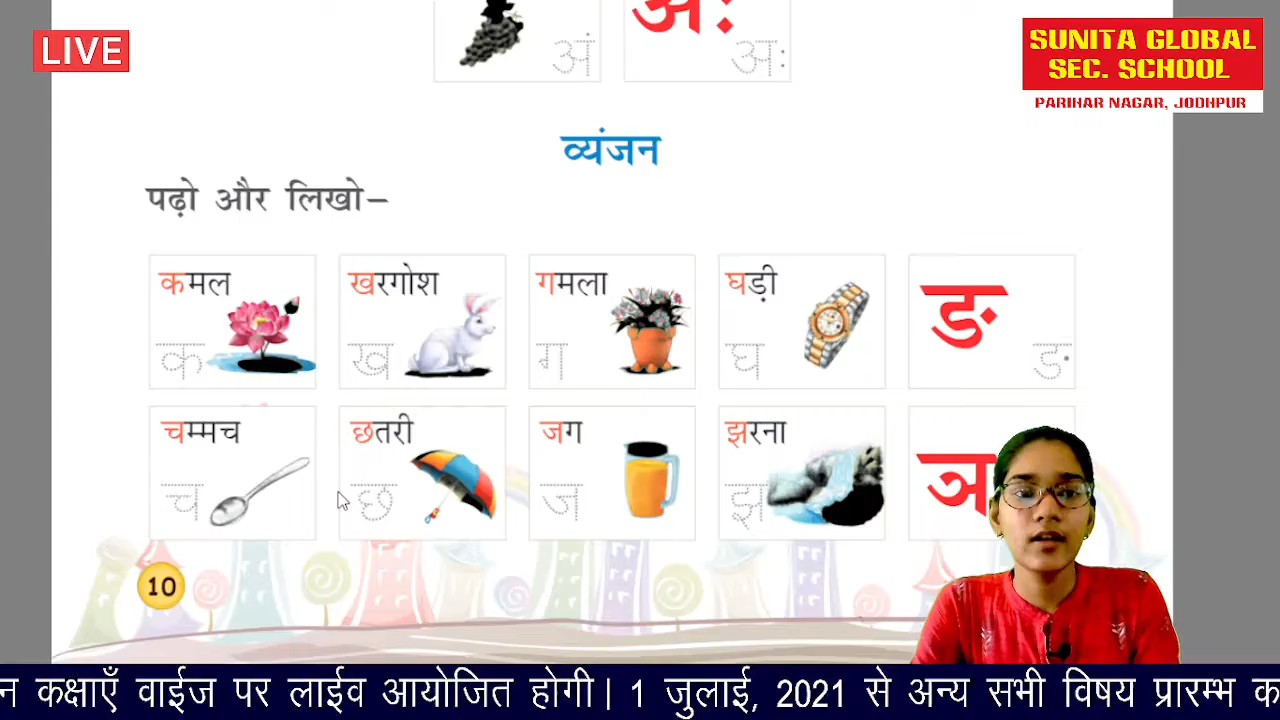 LIVE
SUNITA GLOBAL
SEC. SCHOOL
PARIHAR NAGAR, JODHPUR
अः
अं
अः
व्यंजन
पढ़ो और लिखो–
कमल
खरगोश
गमला
घड़ी
ङ
क
ख
ग
घ
ङ
चम्मच
छतरी
जग
झरना
ञ
च
छ
ज
झ
10
न कक्षाएँ वाईज पर लाईव आयोजित होगी। 1 जुलाई, 2021 से अन्य सभी विषय प्रारम्भ क